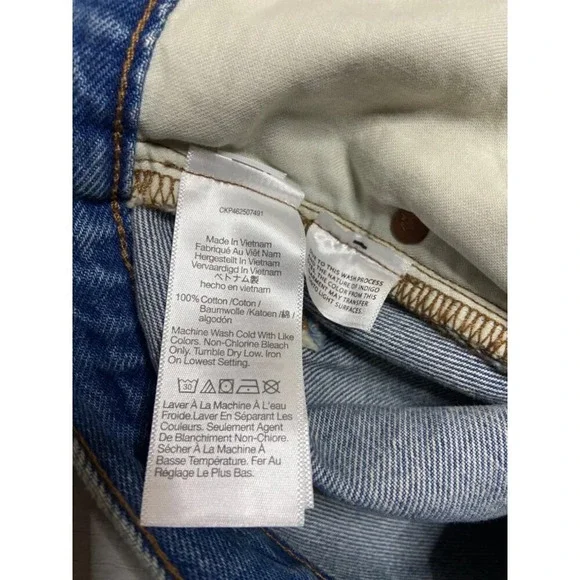 CKP462507491
Made In Vietnam
Fabriqué Au Viêt Nam
Hergestellt In Vietnam
Vervaardigd In Vietnam
ベトナム製
hecho en vietnam
100% Cotton /Coton /
Baumwolle /Katoen /綿/
algodón
Machine Wash Cold With Like
Colors. Non-Chlorine Bleach
Only. Tumble Dry Low. Iron
On Lowest Setting.
30
Laver À La Machine À L'eau
Froide.Laver En Séparant Les
Couleurs. Seulement Agent
De Blanchiment Non-Chlore.
Sécher À La Machine À
Basse Température. Fer Au
Réglage Le Plus Bas.
TO THIS WASH PROCESS
THE NATURE OF INDIGO
THE COLOR FROM THIS
MAY TRANSFER
LIGHT SURFACES.